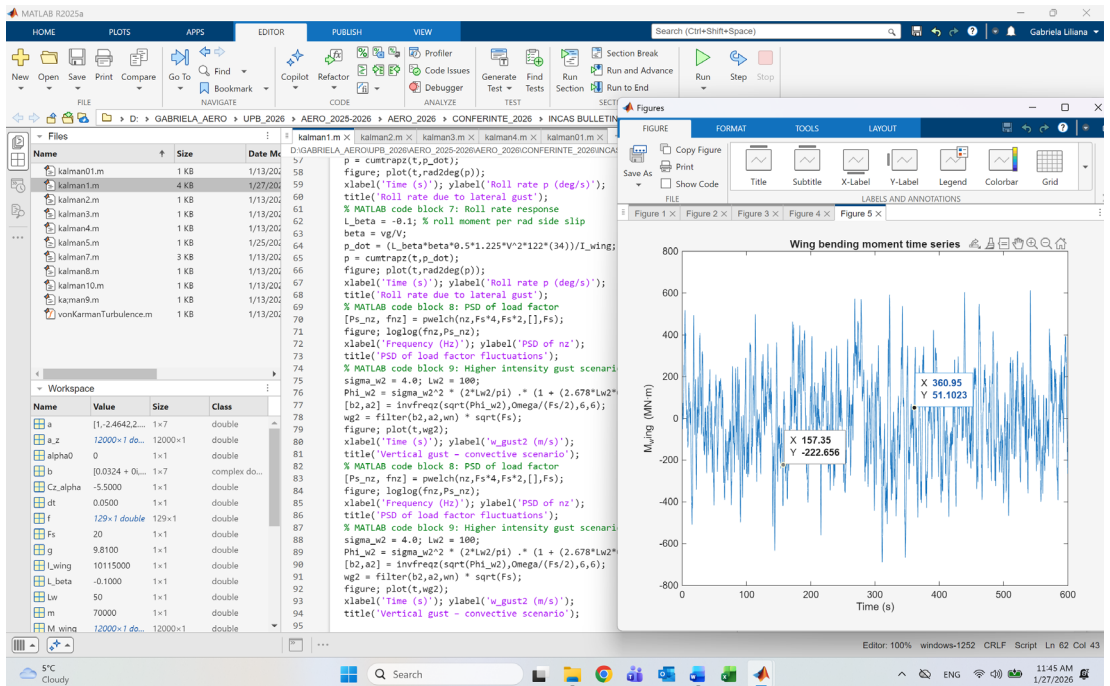 MATLAB R2025a
HOME PLOTS APPS EDITOR PUBLISH VIEW
Search (Ctrl+Shift+Space)
Gabriela Liliana
New Open Save Print Compare
FILE
Go To Find
Bookmark
NAVIGATE
Copilot Refactor
CODE
Profiler
Code Issues
Debugger
ANALYZE
Generate Test Find Tests
TEST
Run Section
Section Break
Run and Advance
Run to End
SECT
Run Step Stop
D: › GABRIELA_AERO › UPB_2026 › AERO_2025-2026 › AERO_2026 › CONFERINTE_2026 › INCAS BULLETIN
Files
Name Size Date Mo
kalman01.m 1 KB 1/13/202
kalman1.m 4 KB 1/27/202
kalman2.m 1 KB 1/13/202
kalman3.m 1 KB 1/13/202
kalman4.m 1 KB 1/13/202
kalman5.m 1 KB 1/25/202
kalman7.m 3 KB 1/13/202
kalman8.m 1 KB 1/13/202
kalman10.m 1 KB 1/13/202
ka;man9.m 1 KB 1/13/202
vonKarmanTurbulence.m 1 KB 1/13/202
Workspace
Name Value Size Class
a [1,-2.4642,2.... 1×7 double
a_z 12000×1 do... 12000×1 double
alpha0 0 1×1 double
b [0.0324 + 0i,... 1×7 complex do...
Cz_alpha -5.5000 1×1 double
dt 0.0500 1×1 double
f 129×1 double 129×1 double
Fs 20 1×1 double
g 9.8100 1×1 double
I_wing 10115000 1×1 double
L_beta -0.1000 1×1 double
Lw 50 1×1 double
m 70000 1×1 double
M_wing 12000×1 do... 12000×1 double
kalman1.m × kalman2.m × kalman3.m × kalman4.m × kalman01.m ×
D:\GABRIELA_AERO\UPB_2026\AERO_2025-2026\AERO_2026\CONFERINTE_2026\INCAS
57 p = cumtrapz(t,p_dot);
58 figure; plot(t,rad2deg(p));
59 xlabel('Time (s)'); ylabel('Roll rate p (deg/s)');
60 title('Roll rate due to lateral gust');
61 % MATLAB code block 7: Roll rate response
62 L_beta = -0.1; % roll moment per rad side slip
63 beta = vg/V;
64 p_dot = (L_beta*beta*0.5*1.225*V^2*122*(34))/I_wing;
65 p = cumtrapz(t,p_dot);
66 figure; plot(t,rad2deg(p));
67 xlabel('Time (s)'); ylabel('Roll rate p (deg/s)');
68 title('Roll rate due to lateral gust');
69 % MATLAB code block 8: PSD of load factor
70 [Ps_nz, fnz] = pwelch(nz,Fs*4,Fs*2,[],Fs);
71 figure; loglog(fnz,Ps_nz);
72 xlabel('Frequency (Hz)'); ylabel('PSD of nz');
73 title('PSD of load factor fluctuations');
74 % MATLAB code block 9: Higher intensity gust scenari
75 sigma_w2 = 4.0; Lw2 = 100;
76 Phi_w2 = sigma_w2^2 * (2*Lw2/pi) .* (1 + (2.678*Lw2*
77 [b2,a2] = invfreqz(sqrt(Phi_w2),Omega/(Fs/2),6,6);
78 wg2 = filter(b2,a2,wn) * sqrt(Fs);
79 figure; plot(t,wg2);
80 xlabel('Time (s)'); ylabel('w_gust2 (m/s)');
81 title('Vertical gust – convective scenario');
82 % MATLAB code block 8: PSD of load factor
83 [Ps_nz, fnz] = pwelch(nz,Fs*4,Fs*2,[],Fs);
84 figure; loglog(fnz,Ps_nz);
85 xlabel('Frequency (Hz)'); ylabel('PSD of nz');
86 title('PSD of load factor fluctuations');
87 % MATLAB code block 9: Higher intensity gust scenari
88 sigma_w2 = 4.0; Lw2 = 100;
89 Phi_w2 = sigma_w2^2 * (2*Lw2/pi) .* (1 + (2.678*Lw2*
90 [b2,a2] = invfreqz(sqrt(Phi_w2),Omega/(Fs/2),6,6);
91 wg2 = filter(b2,a2,wn) * sqrt(Fs);
92 figure; plot(t,wg2);
93 xlabel('Time (s)'); ylabel('w_gust2 (m/s)');
94 title('Vertical gust – convective scenario');
95
Figures
FIGURE FORMAT TOOLS LAYOUT
Save As
Copy Figure
Print
Show Code
FILE
Title Subtitle X-Label Y-Label Legend Colorbar Grid
LABELS AND ANNOTATIONS
Figure 1 × Figure 2 × Figure 3 × Figure 4 × Figure 5 ×
Wing bending moment time series
800
600
400
200
0
-200
-400
-600
-800
M_wing (MN·m)
X 360.95
Y 51.1023
X 157.35
Y -222.656
0 100 200 300 400 500 600
Time (s)
Editor: 100% windows-1252 CRLF Script Ln 62 Col 43
5°C
Cloudy
Search
ENG
11:45 AM
1/27/2026